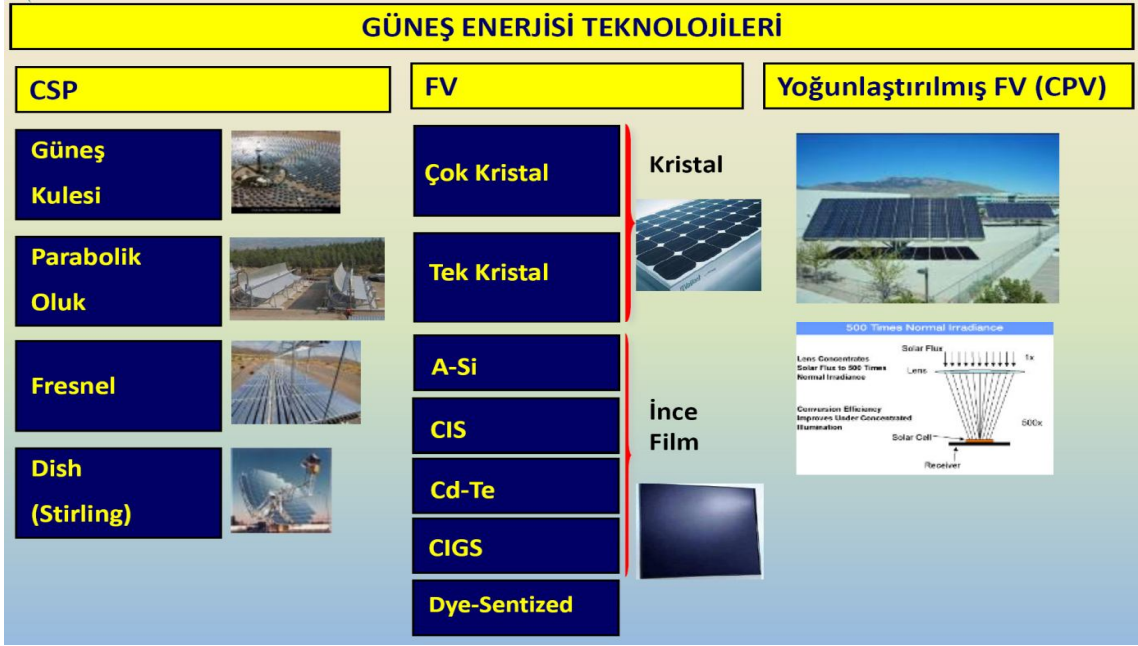 GÜNEŞ ENERJİSİ TEKNOLOJİLERİ
CSP
Güneş
Kulesi
Parabolik
Oluk
Fresnel
Dish
(Stirling)
FV
Çok Kristal
Tek Kristal
Kristal
A-Si
CIS
Cd-Te
CIGS
İnce
Film
Dye-Sentized
Yoğunlaştırılmış FV (CPV)
500 Times Normal Irradiance
Solar Flux
1x
Lens Concentrates
Solar Flux to 500 Times
Normal Irradiance
Lens
Conversion Efficiency
Improves Under Concentrated
Illumination
500x
Solar Cell
Receiver